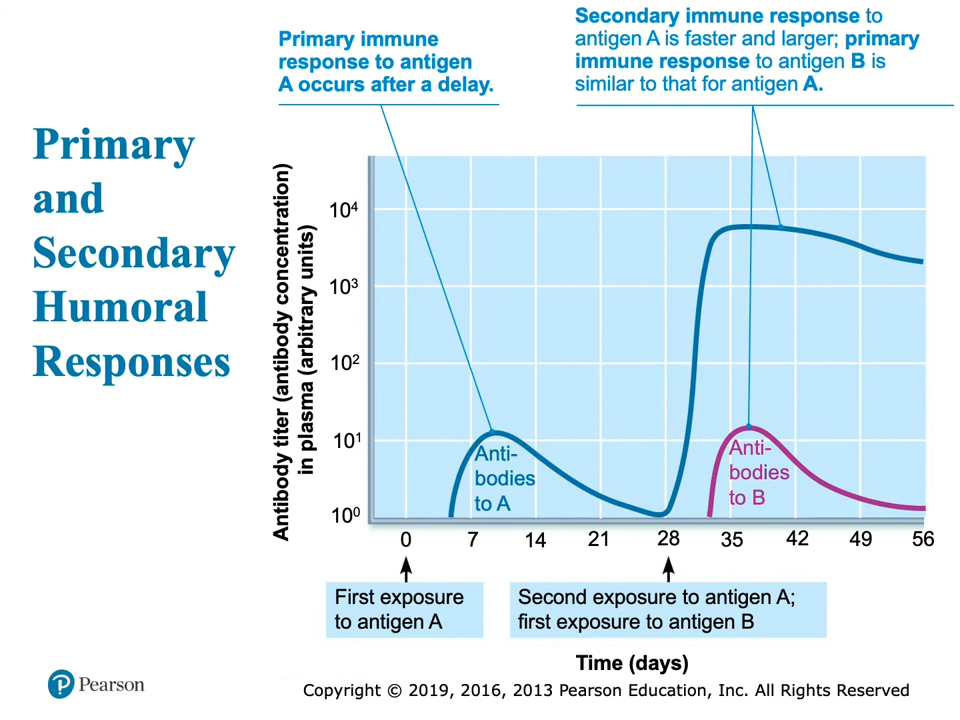 Primary immune
response to antigen
A occurs after a delay.
Secondary immune response to
antigen A is faster and larger; primary
immune response to antigen B is
similar to that for antigen A.
Primary
and
Secondary
Humoral
Responses
Antibody titer (antibody concentration)
in plasma (arbitrary units)
10⁴
10³
10²
10¹
10⁰
Anti-
bodies
to A
Anti-
bodies
to B
0 7 14 21 28 35 42 49 56
First exposure
to antigen A
Second exposure to antigen A;
first exposure to antigen B
Time (days)
P Pearson
Copyright © 2019, 2016, 2013 Pearson Education, Inc. All Rights Reserved